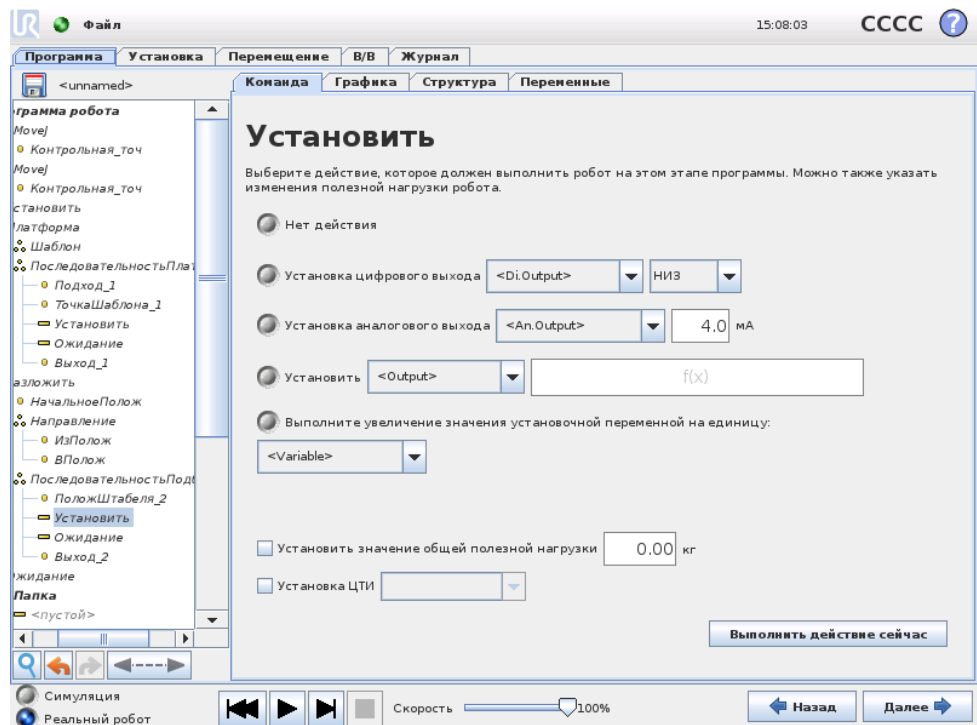 UR Файл 15:08:03 CCCC ?
Программа Установка Перемещение В/В Журнал
<unnamed>
Команда Графика Структура Переменные
грамма робота
MoveJ
Контрольная_точ
MoveJ
Контрольная_точ
становить
Платформа
Шаблон
ПоследовательностьПлат
Подход_1
ТочкаШаблона_1
Установить
Ожидание
Выход_1
азложить
НачальноеПолож
Направление
ИзПолож
ВПолож
ПоследовательностьПодб
ПоложШтабеля_2
Установить
Ожидание
Выход_2
жидание
Папка
<пустой>
Установить
Выберите действие, которое должен выполнить робот на этом этапе программы. Можно также указать
изменения полезной нагрузки робота.
Нет действия
Установка цифрового выхода <Di.Output> НИЗ
Установка аналогового выхода <An.Output> 4.0 мА
Установить <Output> f(x)
Выполните увеличение значения установочной переменной на единицу:
<Variable>
Установить значение общей полезной нагрузки 0.00 кг
Установка ЦТИ
Выполнить действие сейчас
Симуляция
Реальный робот
Скорость 100%
Назад Далее